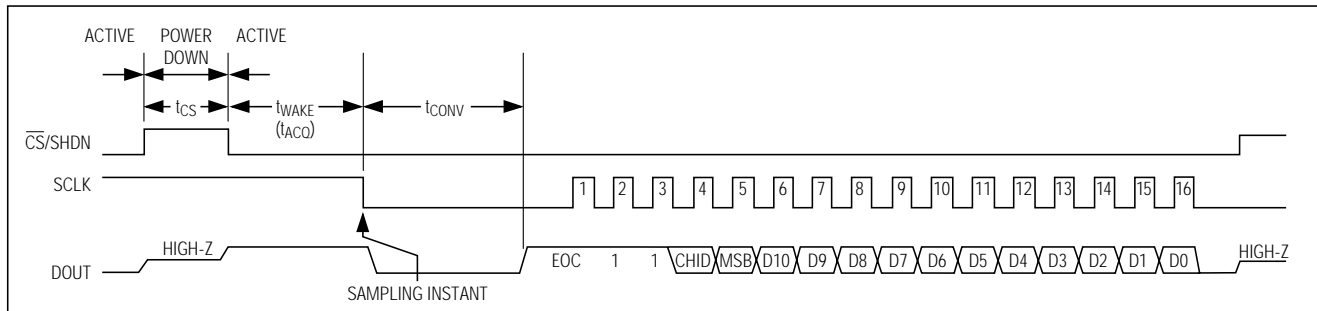 ACTIVE POWER DOWN ACTIVE
tCS tWAKE (tACQ) tCONV
CS/SHDN
SCLK 1 2 3 4 5 6 7 8 9 10 11 12 13 14 15 16
HIGH-Z
DOUT EOC 1 1 CHID MSB D10 D9 D8 D7 D6 D5 D4 D3 D2 D1 D0 HIGH-Z
SAMPLING INSTANT